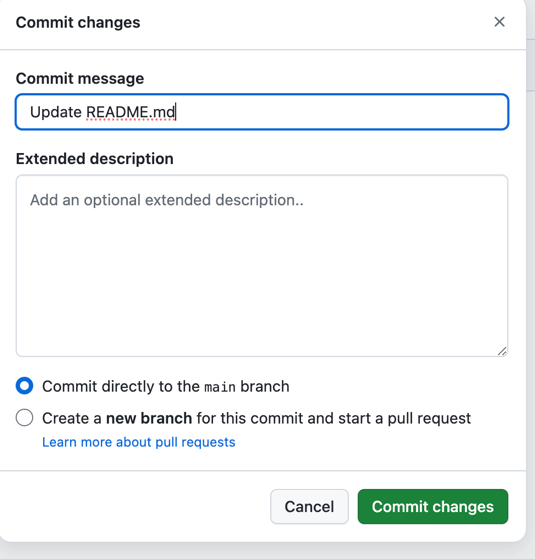 Commit changes
Commit message
Update README.md
Extended description
Add an optional extended description..
Commit directly to the main branch
Create a new branch for this commit and start a pull request
Learn more about pull requests
Cancel
Commit changes